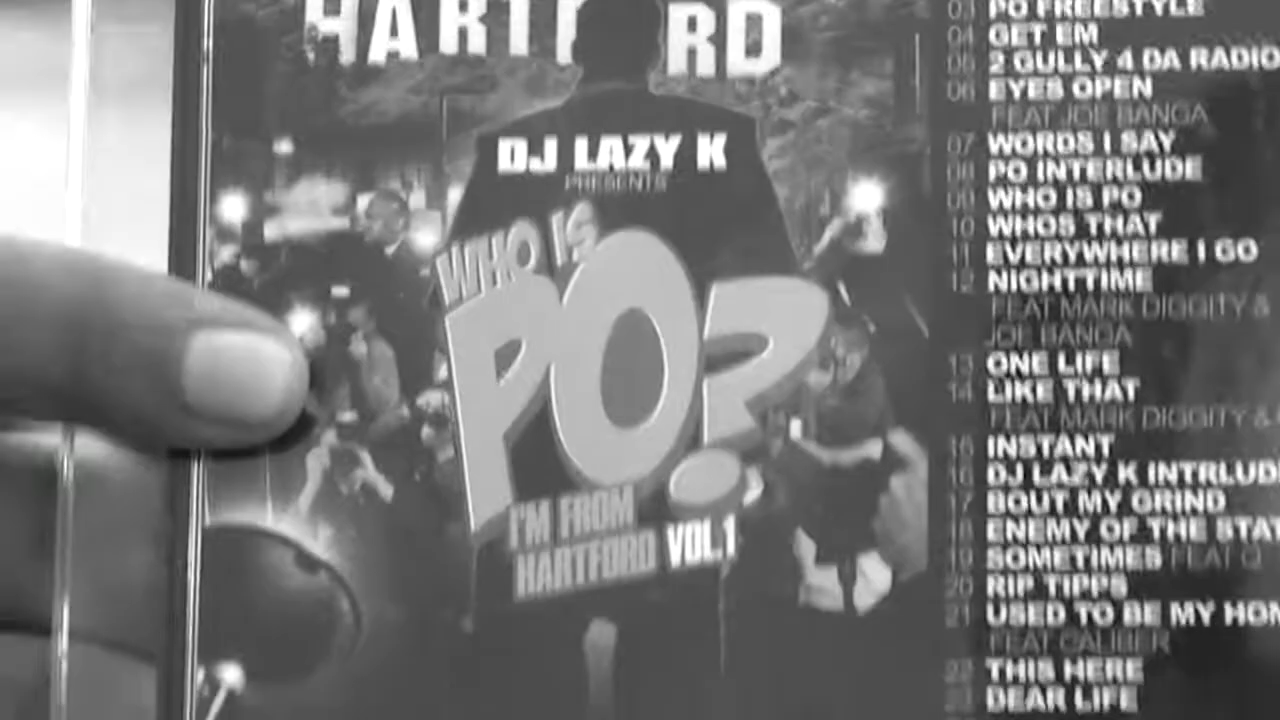 HARTFORD
DJ LAZY K
PRESENTS
WHO IS
PO?
I'M FROM
HARTFORD VOL.1
03 PO FREESTYLE
04 GET EM
05 2 GULLY 4 DA RADIO
06 EYES OPEN
FEAT JOE BANGA
07 WORDS I SAY
08 PO INTERLUDE
09 WHO IS PO
10 WHOS THAT
11 EVERYWHERE I GO
12 NIGHTTIME
FEAT MARK DIGGITY &
JOE BANGA
13 ONE LIFE
14 LIKE THAT
FEAT MARK DIGGITY &
15 INSTANT
16 DJ LAZY K INTRLUD
17 BOUT MY GRIND
18 ENEMY OF THE STAT
19 SOMETIMES FEAT Q
20 RIP TIPPS
21 USED TO BE MY HOM
FEAT CALIBER
22 THIS HERE
23 DEAR LIFE